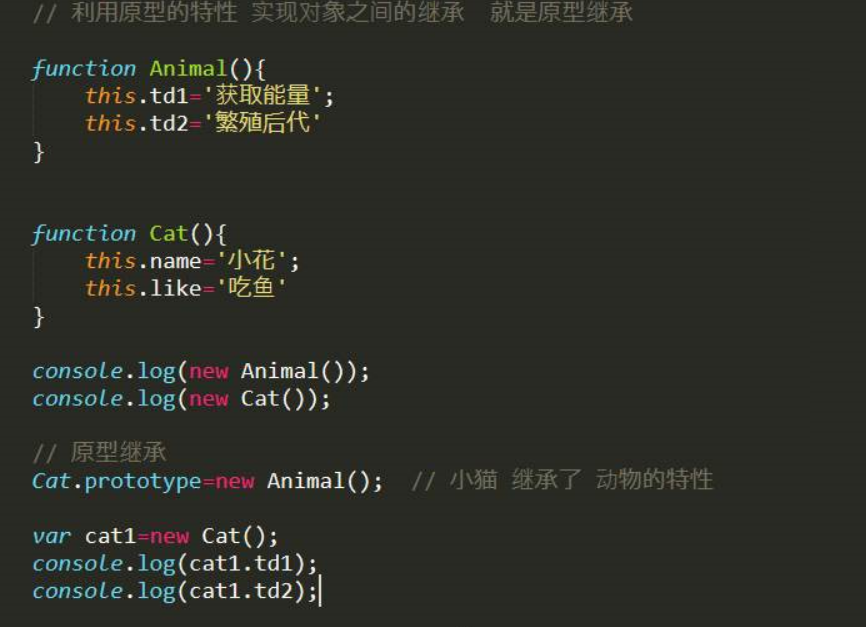 // 利用原型的特性 实现对象之间的继承  就是原型继承
function Animal(){
    this.td1='获取能量';
    this.td2='繁殖后代'
}
function Cat(){
    this.name='小花';
    this.like='吃鱼'
}
console.log(new Animal());
console.log(new Cat());
// 原型继承
Cat.prototype=new Animal();  // 小猫 继承了 动物的特性
var cat1=new Cat();
console.log(cat1.td1);
console.log(cat1.td2);